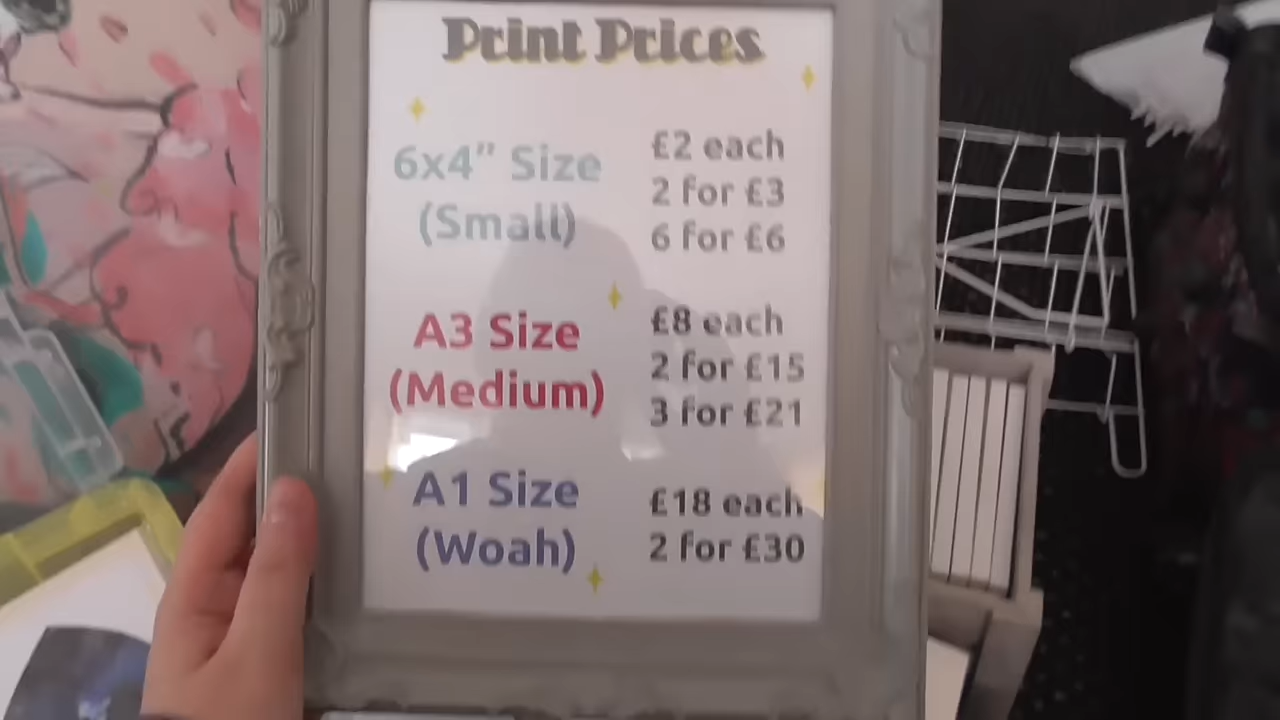 Print Prices
6x4" Size
(Small)
£2 each
2 for £3
6 for £6
A3 Size
(Medium)
£8 each
2 for £15
3 for £21
A1 Size
(Woah)
£18 each
2 for £30